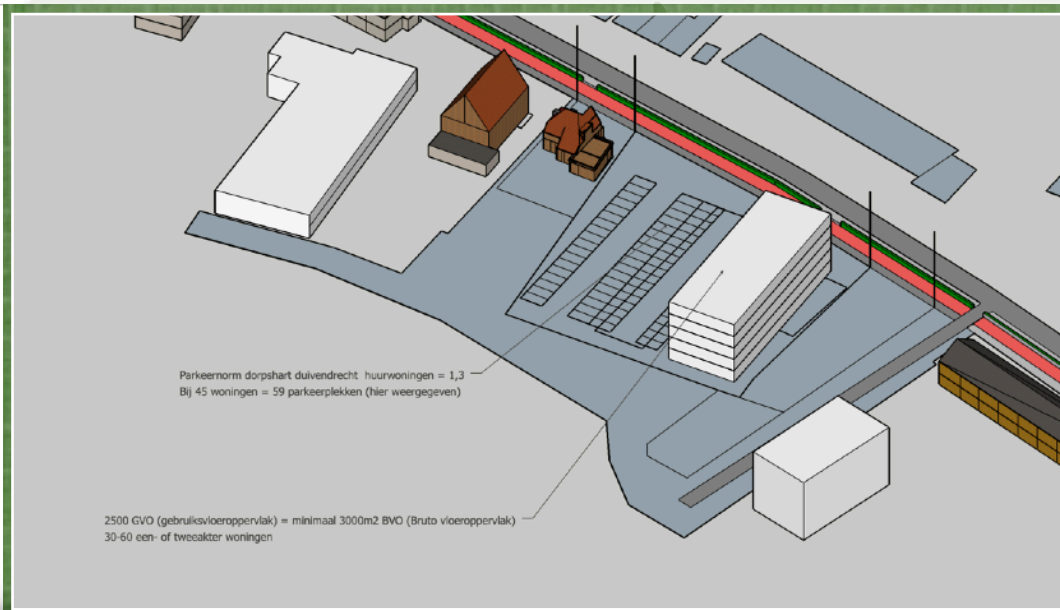 Parkeernorm dorpshart duivendrecht huurwoningen = 1,3
Bij 45 woningen = 59 parkeerplekken (hier weergegeven)
2500 GVO (gebruiksvloeroppervlak) = minimaal 3000m2 BVO (Bruto vloeroppervlak)
30-60 een- of tweeakter woningen